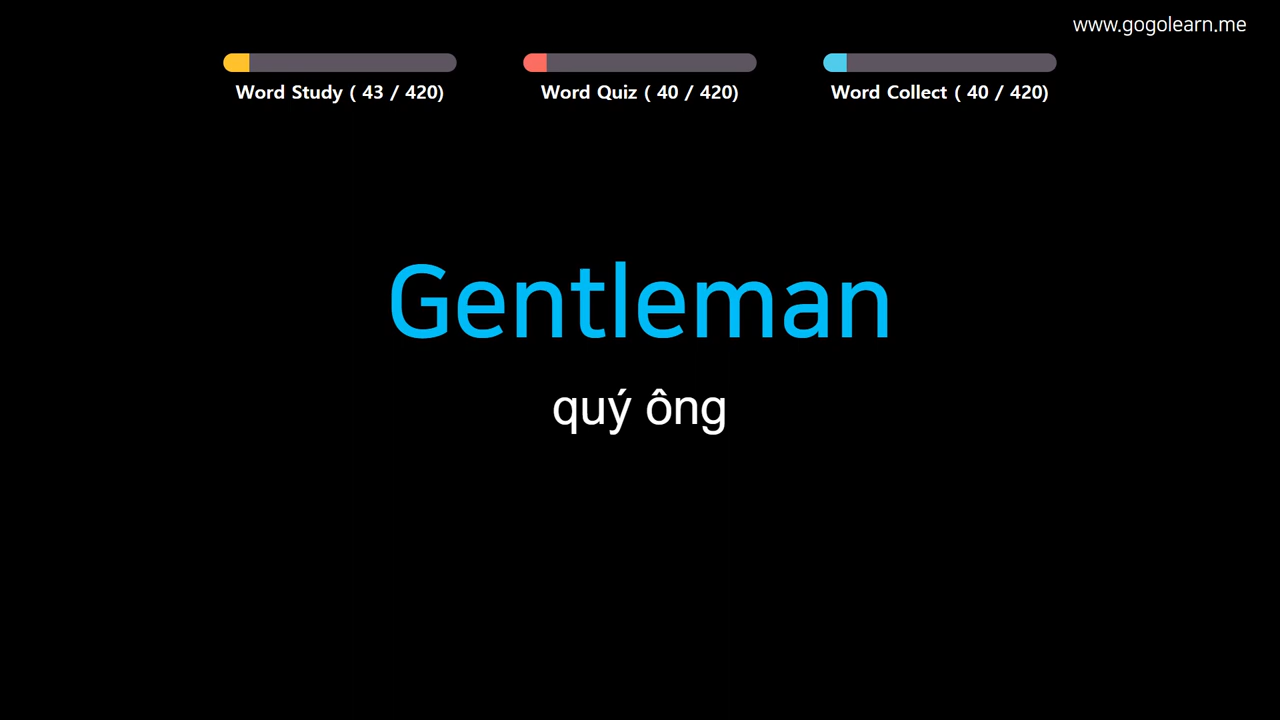 www.gogolearn.me
Word Study ( 43 / 420)
Word Quiz ( 40 / 420)
Word Collect ( 40 / 420)
Gentleman
quý ông